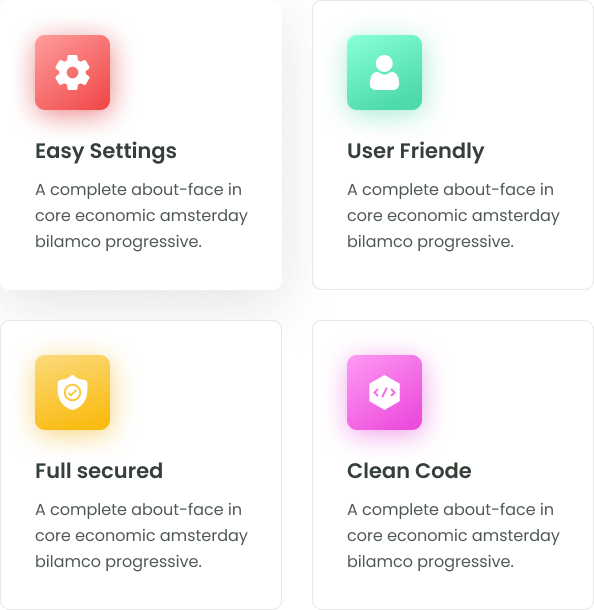 Easy Settings
A complete about-face in
core economic amsterday
bilamco progressive.
User Friendly
A complete about-face in
core economic amsterday
bilamco progressive.
Full secured
A complete about-face in
core economic amsterday
bilamco progressive.
Clean Code
A complete about-face in
core economic amsterday
bilamco progressive.